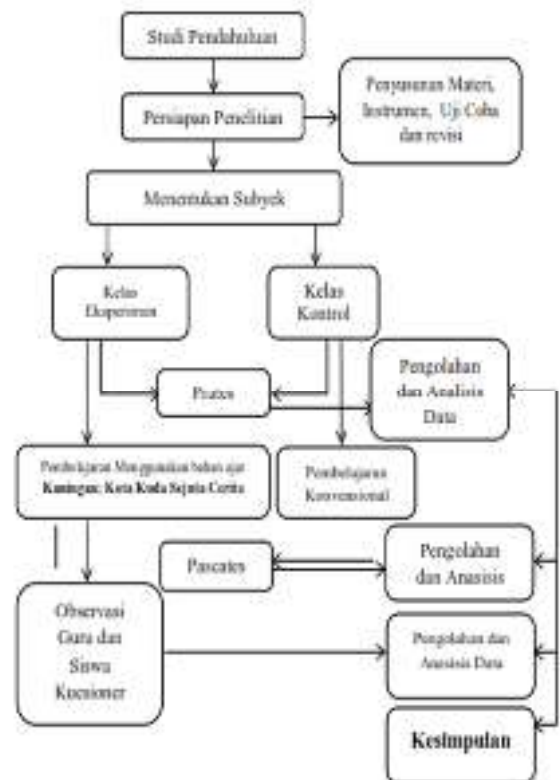 Studi Pendahuluan
Persiapan Penelitian
Penyusunan Materi,
Instrumen, Uji Coba
dan revisi
Menentukan Subyek
Kelas
Eksperimen
Kelas
Kontrol
Prates
Pengolahan
dan Analisis
Data
Pembelajaran Menggunakan bahan ajar
Kuningan; Kota Kuda Sejuta Cerita
Pembelajaran
Konvensional
Pascates
Pengolahan
dan Anasisis
Observasi
Guru dan
Siswa
Kuesioner
Pengolahan dan
Anasisis Data
Kesimpulan